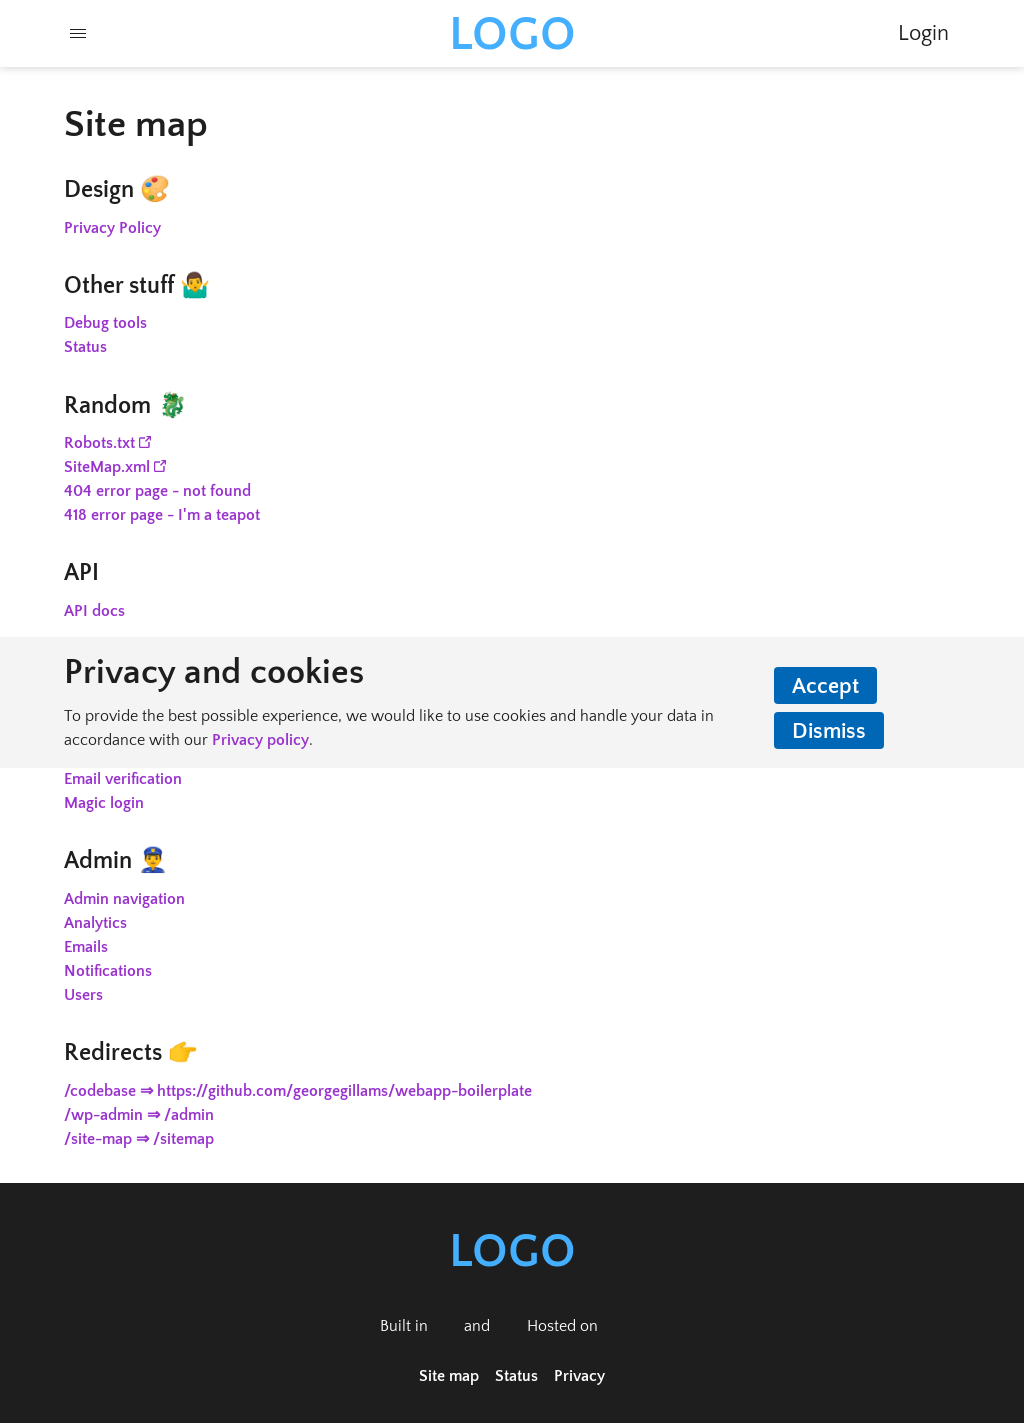 LOGO
Login
Site map
Design 🎨
Privacy Policy
Other stuff 🤷‍♂️
Debug tools
Status
Random 🐉
Robots.txt
SiteMap.xml
404 error page - not found
418 error page - I'm a teapot
API
API docs
Privacy and cookies
To provide the best possible experience, we would like to use cookies and handle your data in
accordance with our Privacy policy.
Accept
Dismiss
Email verification
Magic login
Admin 👮‍♂️
Admin navigation
Analytics
Emails
Notifications
Users
Redirects 👉
/codebase ⇒ https://github.com/georgegillams/webapp-boilerplate
/wp-admin ⇒ /admin
/site-map ⇒ /sitemap
LOGO
Built in and Hosted on
Site map Status Privacy